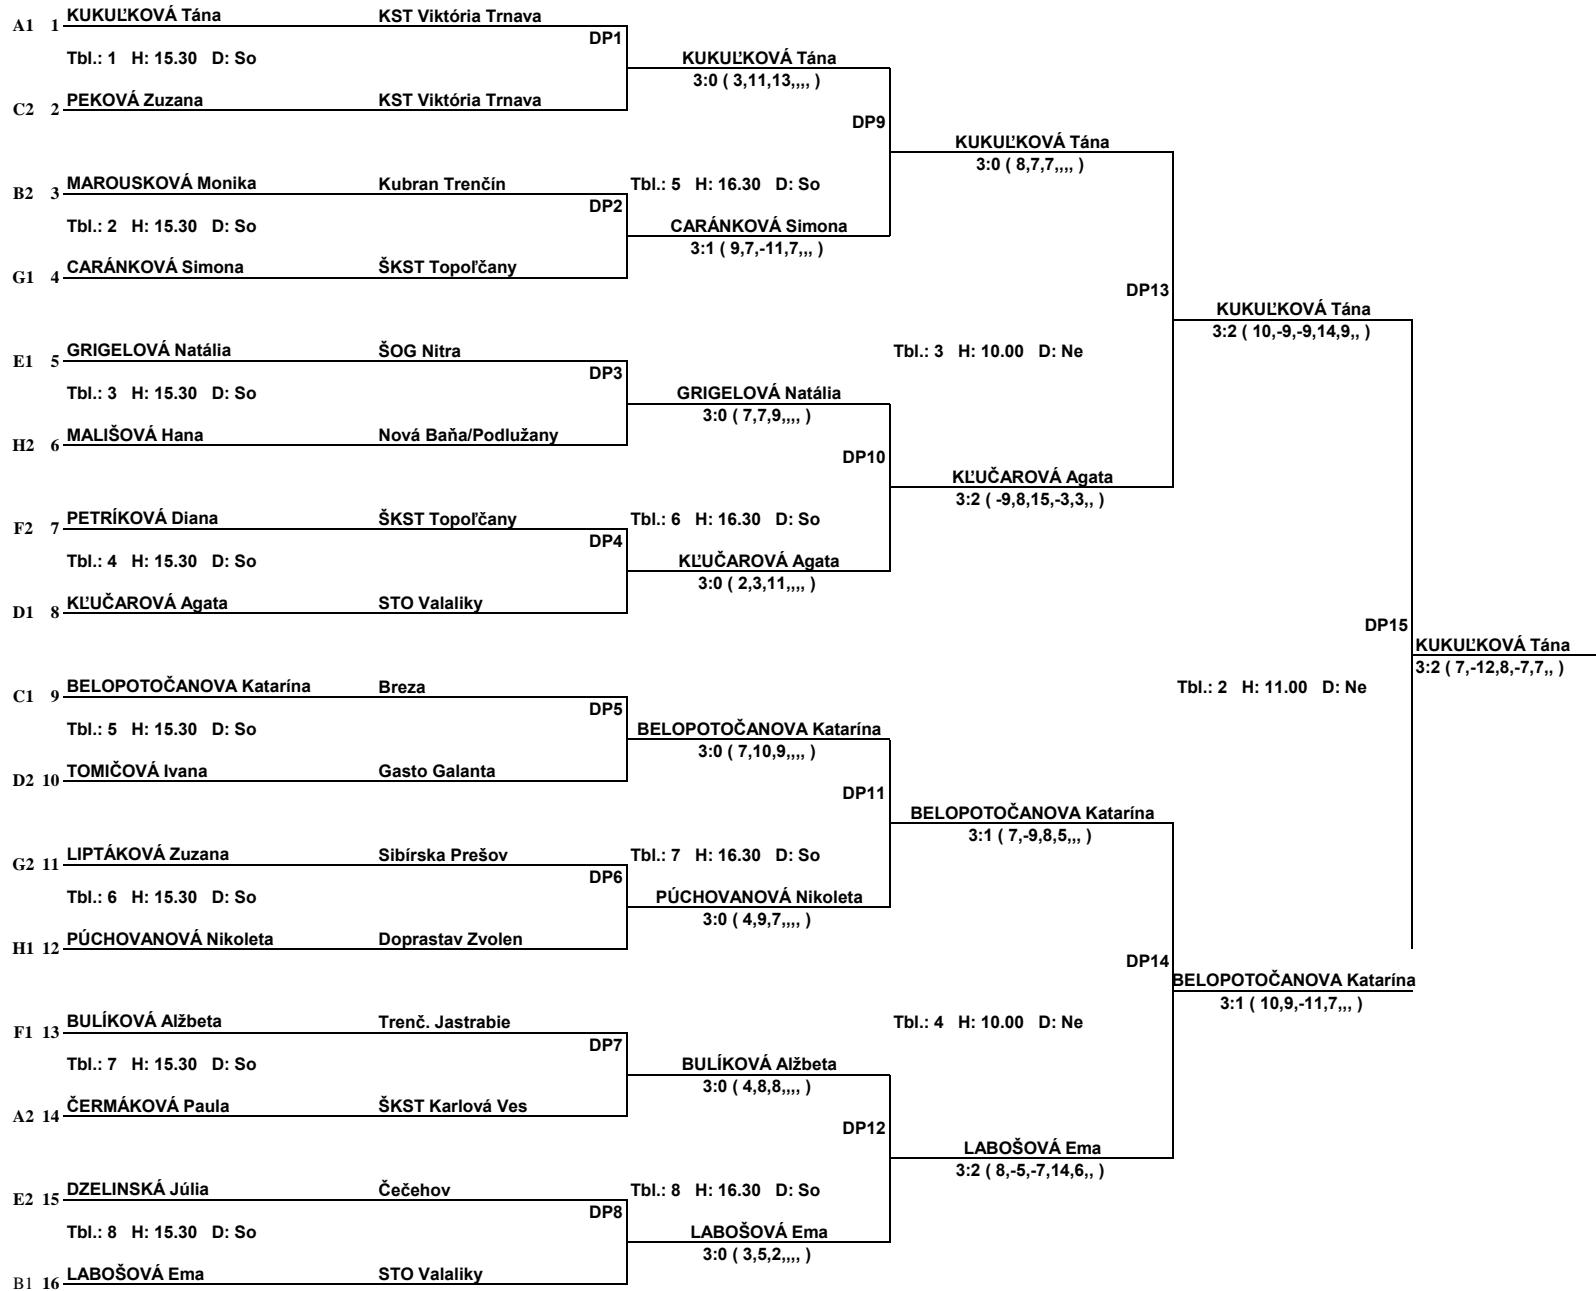 A1 1 KUKUĽKOVÁ Tána KST Viktória Trnava
DP1
Tbl.: 1 H: 15.30 D: So KUKUĽKOVÁ Tána
3:0 ( 3,11,13,,,, )
C2 2 PEKOVÁ Zuzana KST Viktória Trnava
DP9
KUKUĽKOVÁ Tána
3:0 ( 8,7,7,,,, )
B2 3 MAROUSKOVÁ Monika Kubran Trenčín Tbl.: 5 H: 16.30 D: So
DP2
Tbl.: 2 H: 15.30 D: So CARÁNKOVÁ Simona
3:1 ( 9,7,-11,7,,, )
G1 4 CARÁNKOVÁ Simona ŠKST Topoľčany
DP13
KUKUĽKOVÁ Tána
3:2 ( 10,-9,-9,14,9,, )
E1 5 GRIGELOVÁ Natália ŠOG Nitra Tbl.: 3 H: 10.00 D: Ne
DP3
Tbl.: 3 H: 15.30 D: So GRIGELOVÁ Natália
3:0 ( 7,7,9,,,, )
H2 6 MALIŠOVÁ Hana Nová Baňa/Podlužany
DP10
KĽUČAROVÁ Agata
3:2 ( -9,8,15,-3,3,, )
F2 7 PETRÍKOVÁ Diana ŠKST Topoľčany Tbl.: 6 H: 16.30 D: So
DP4
Tbl.: 4 H: 15.30 D: So KĽUČAROVÁ Agata
3:0 ( 2,3,11,,,, )
D1 8 KĽUČAROVÁ Agata STO Valaliky
DP15
KUKUĽKOVÁ Tána
3:2 ( 7,-12,8,-7,7,, )
C1 9 BELOPOTOČANOVA Katarína Breza Tbl.: 2 H: 11.00 D: Ne
DP5
Tbl.: 5 H: 15.30 D: So BELOPOTOČANOVA Katarína
3:0 ( 7,10,9,,,, )
D2 10 TOMIČOVÁ Ivana Gasto Galanta
DP11
BELOPOTOČANOVA Katarína
3:1 ( 7,-9,8,5,,, )
G2 11 LIPTÁKOVÁ Zuzana Sibírska Prešov Tbl.: 7 H: 16.30 D: So
DP6
Tbl.: 6 H: 15.30 D: So PÚCHOVANOVÁ Nikoleta
3:0 ( 4,9,7,,,, )
H1 12 PÚCHOVANOVÁ Nikoleta Doprastav Zvolen
DP14
BELOPOTOČANOVA Katarína
3:1 ( 10,9,-11,7,,, )
F1 13 BULÍKOVÁ Alžbeta Trenč. Jastrabie Tbl.: 4 H: 10.00 D: Ne
DP7
Tbl.: 7 H: 15.30 D: So BULÍKOVÁ Alžbeta
3:0 ( 4,8,8,,,, )
A2 14 ČERMÁKOVÁ Paula ŠKST Karlová Ves
DP12
LABOŠOVÁ Ema
3:2 ( 8,-5,-7,14,6,, )
E2 15 DZELINSKÁ Júlia Čečehov Tbl.: 8 H: 16.30 D: So
DP8
Tbl.: 8 H: 15.30 D: So LABOŠOVÁ Ema
3:0 ( 3,5,2,,,, )
B1 16 LABOŠOVÁ Ema STO Valaliky